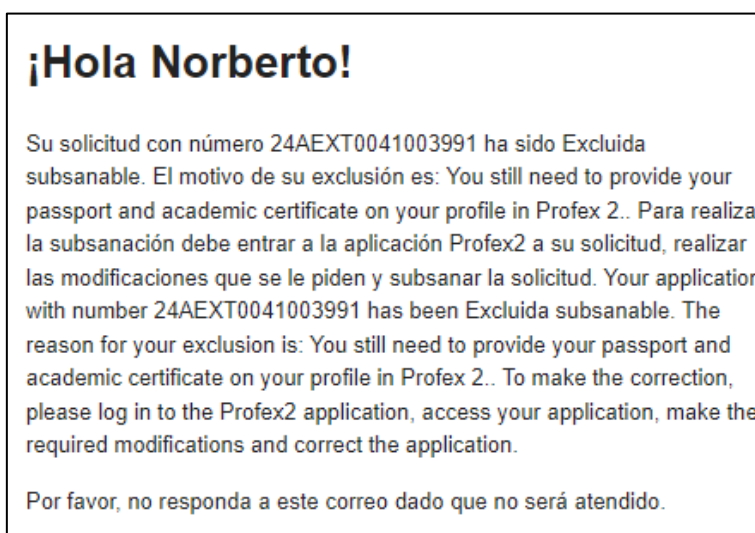 ¡Hola Norberto!
Su solicitud con número 24AEXT0041003991 ha sido Excluida
subsanable. El motivo de su exclusión es: You still need to provide your
passport and academic certificate on your profile in Profex 2.. Para realiza
la subsanación debe entrar a la aplicación Profex2 a su solicitud, realizar
las modificaciones que se le piden y subsanar la solicitud. Your application
with number 24AEXT0041003991 has been Excluida subsanable. The
reason for your exclusion is: You still need to provide your passport and
academic certificate on your profile in Profex 2.. To make the correction,
please log in to the Profex2 application, access your application, make the
required modifications and correct the application.
Por favor, no responda a este correo dado que no será atendido.